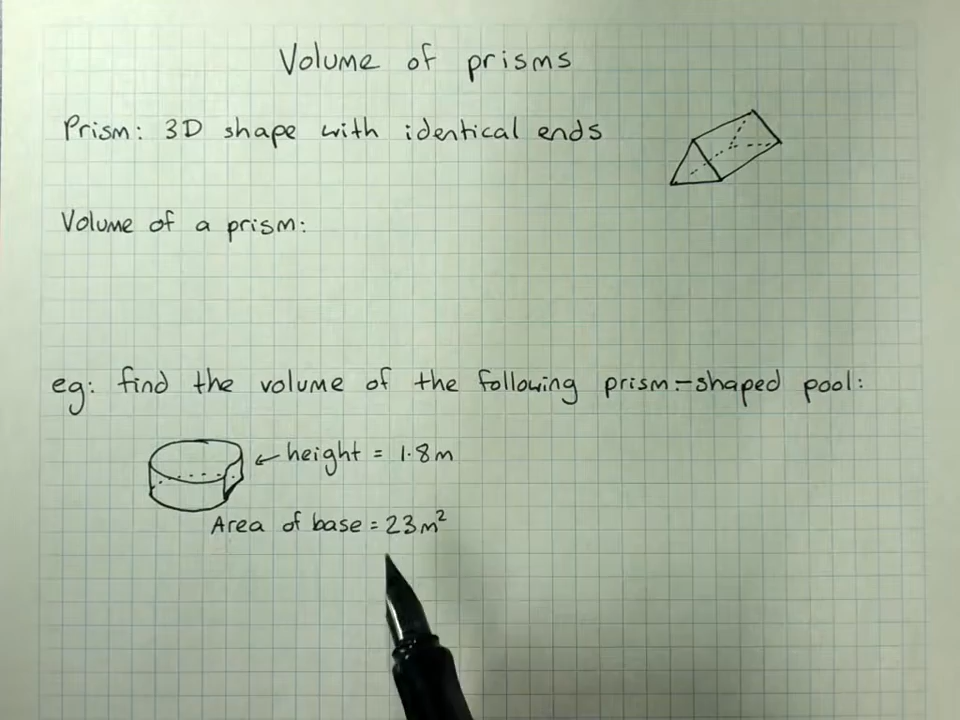 Volume of prisms
Prism: 3D shape with identical ends
Volume of a prism:
eg: find the volume of the following prism-shaped pool:
height = 1.8m
Area of base = 23m²